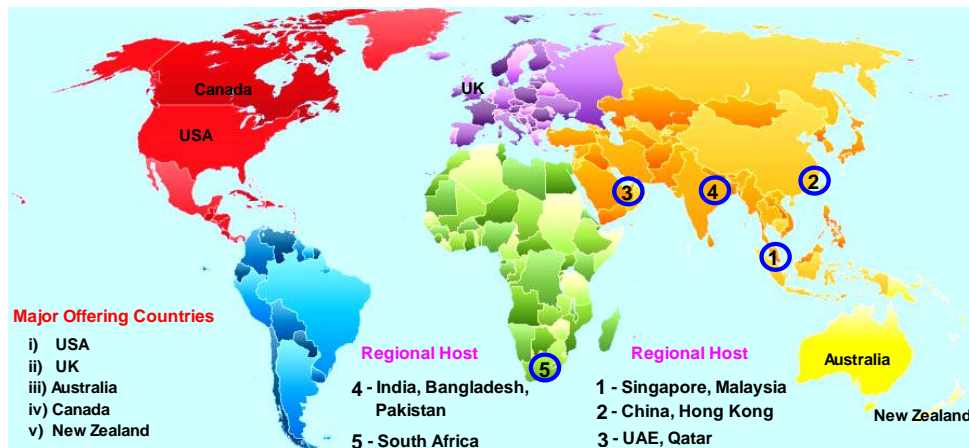 Canada
USA
UK
3
4
2
1
5
Australia
New Zealand
Major Offering Countries
i) USA
ii) UK
iii) Australia
iv) Canada
v) New Zealand
Regional Host
4 - India, Bangladesh,
Pakistan
5 - South Africa
Regional Host
1 - Singapore, Malaysia
2 - China, Hong Kong
3 - UAE, Qatar